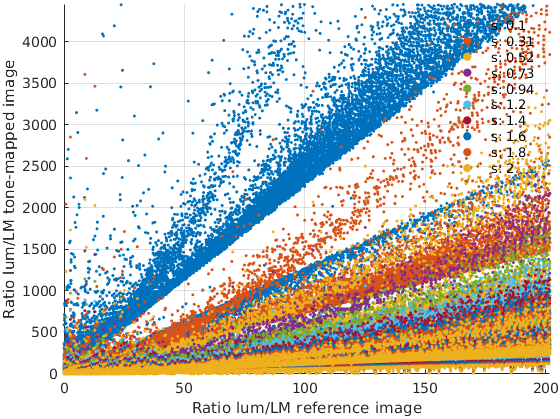 Ratio lum/LM tone-mapped image
4000
3500
3000
2500
2000
1500
1000
500
0
0
50
100
150
200
Ratio lum/LM reference image
s: 0.1
s: 0.31
s: 0.52
s: 0.73
s: 0.94
s: 1.2
s: 1.4
s: 1.6
s: 1.8
s: 2